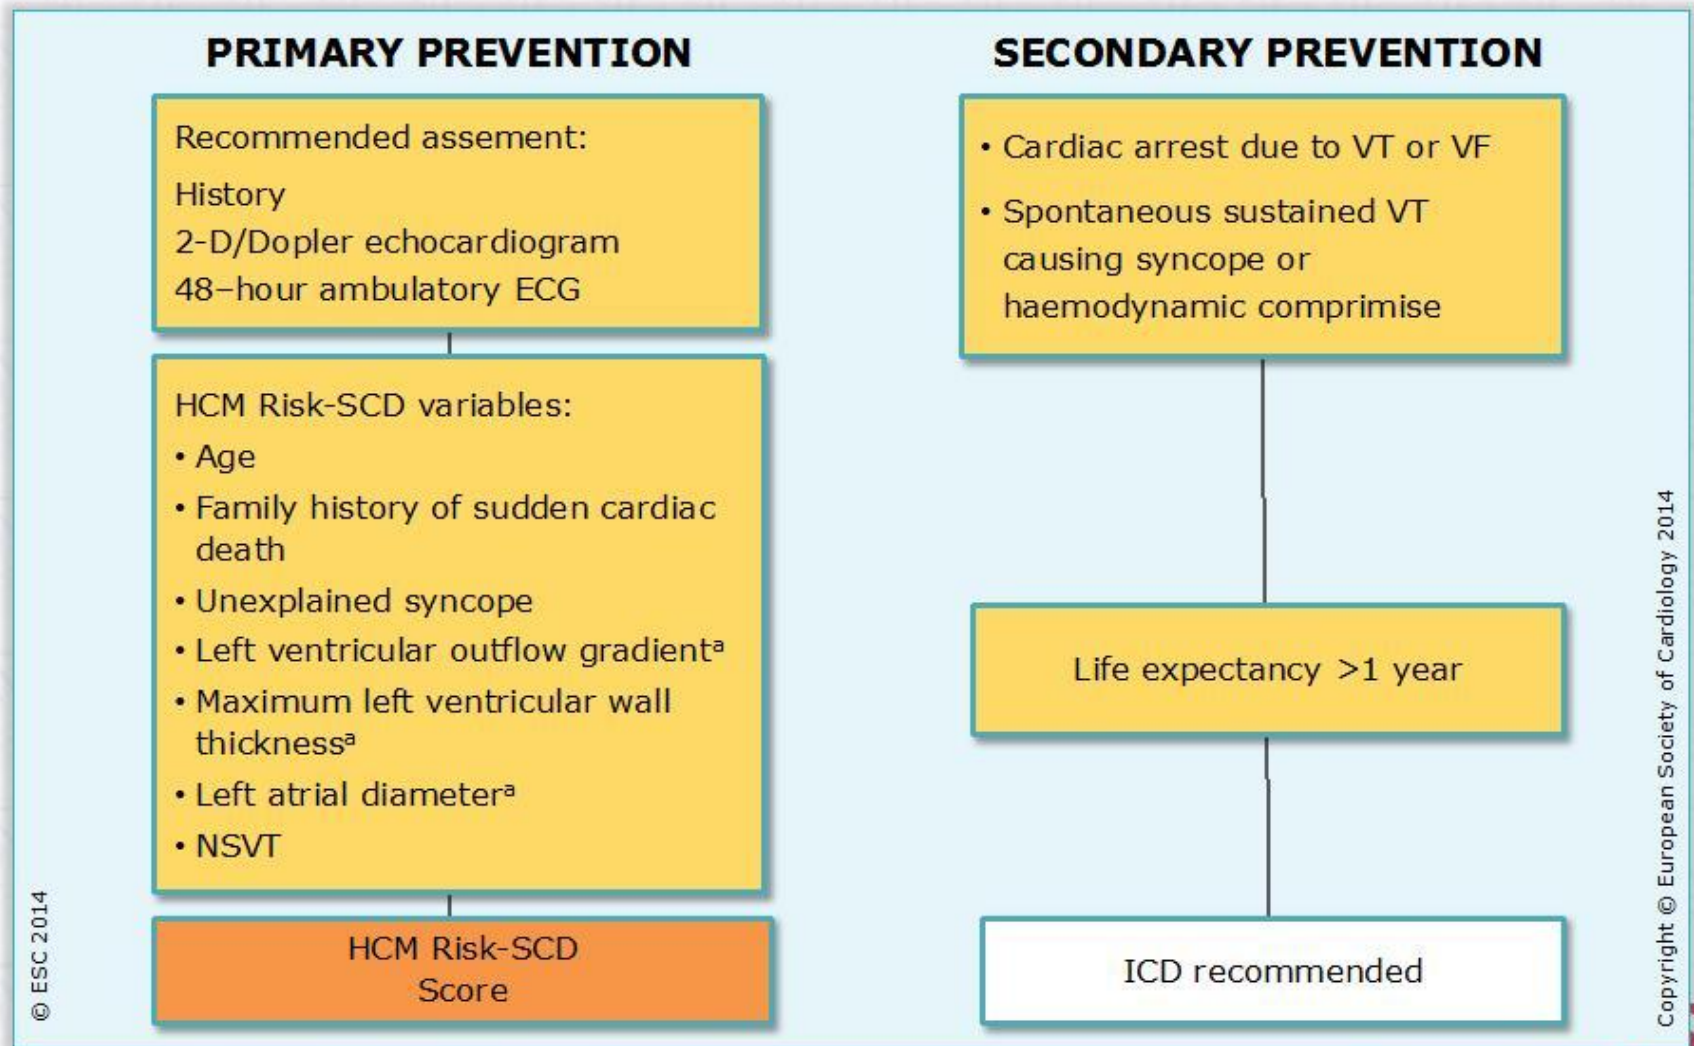 PRIMARY PREVENTION
Recommended assement:
History
2-D/Dopler echocardiogram
48–hour ambulatory ECG
HCM Risk-SCD variables:
• Age
• Family history of sudden cardiac
death
• Unexplained syncope
• Left ventricular outflow gradientᵃ
• Maximum left ventricular wall
thicknessᵃ
• Left atrial diameterᵃ
• NSVT
HCM Risk-SCD
Score
SECONDARY PREVENTION
• Cardiac arrest due to VT or VF
• Spontaneous sustained VT
causing syncope or
haemodynamic comprimise
Life expectancy >1 year
ICD recommended
© ESC 2014
Copyright © European Society of Cardiology 2014